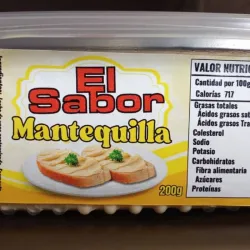 El
Sabor
Mantequilla
200g
VALOR NUTRIC
Cantidad por 100g
Calorías 717
Grasas totales
Ácidos grasos sat
Ácidos grasos Tra
Colesterol
Sodio
Potasio
Carbohidratos
Fibra alimentaria
Azúcares
Proteínas